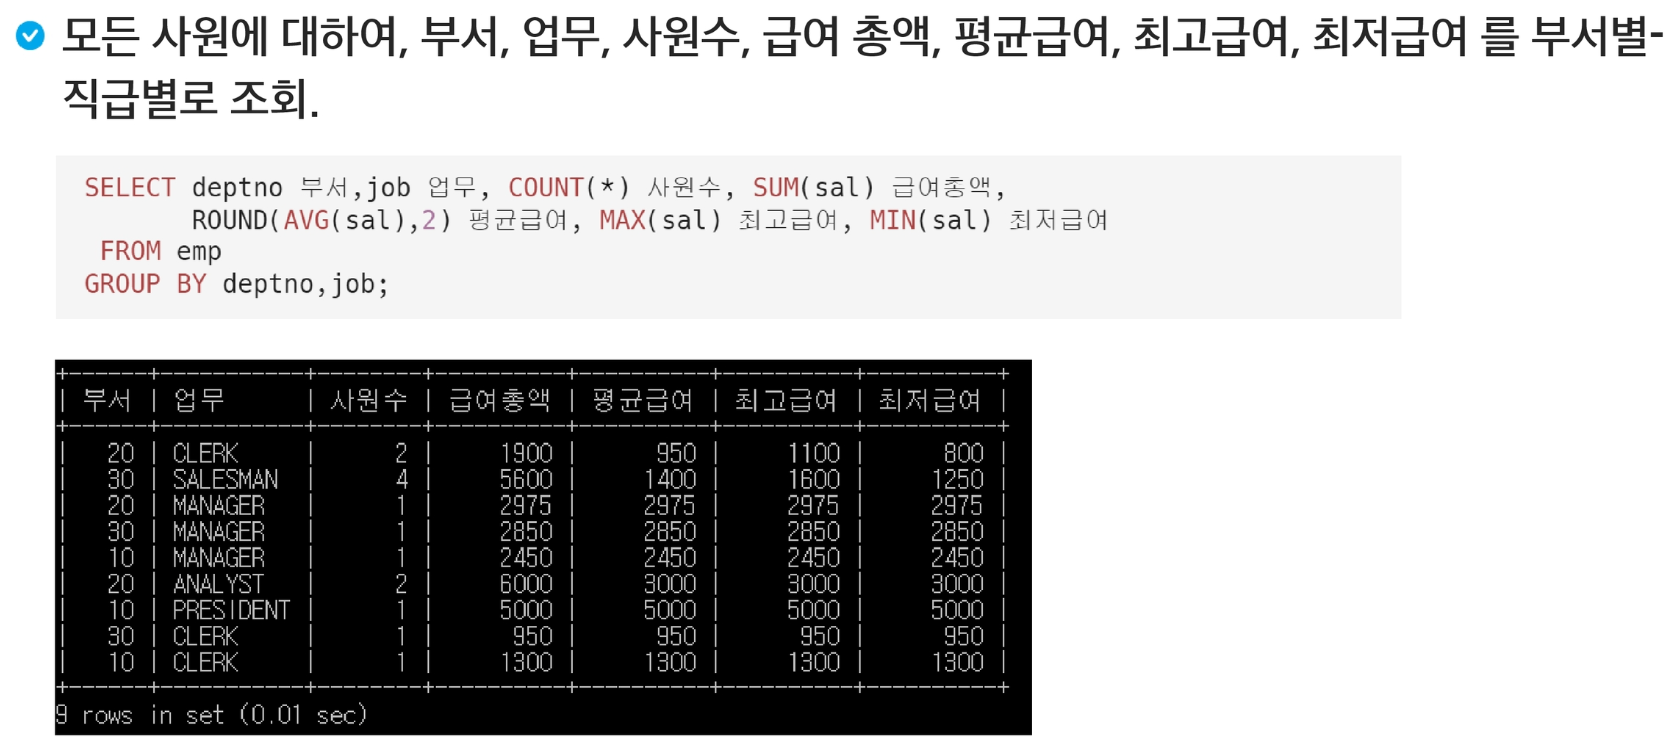 모든 사원에 대하여, 부서, 업무, 사원수, 급여 총액, 평균급여, 최고급여, 최저급여 를 부서별-
직급별로 조회.
SELECT deptno 부서,job 업무, COUNT(*) 사원수, SUM(sal) 급여총액,
       ROUND(AVG(sal),2) 평균급여, MAX(sal) 최고급여, MIN(sal) 최저급여
 FROM emp
GROUP BY deptno,job;
| 부서 | 업무 | 사원수 | 급여총액 | 평균급여 | 최고급여 | 최저급여 |
| 20 | CLERK | 2 | 1900 | 950 | 1100 | 800 |
| 30 | SALESMAN | 4 | 5600 | 1400 | 1600 | 1250 |
| 20 | MANAGER | 1 | 2975 | 2975 | 2975 | 2975 |
| 30 | MANAGER | 1 | 2850 | 2850 | 2850 | 2850 |
| 10 | MANAGER | 1 | 2450 | 2450 | 2450 | 2450 |
| 20 | ANALYST | 2 | 6000 | 3000 | 3000 | 3000 |
| 10 | PRESIDENT | 1 | 5000 | 5000 | 5000 | 5000 |
| 30 | CLERK | 1 | 950 | 950 | 950 | 950 |
| 10 | CLERK | 1 | 1300 | 1300 | 1300 | 1300 |
9 rows in set (0.01 sec)